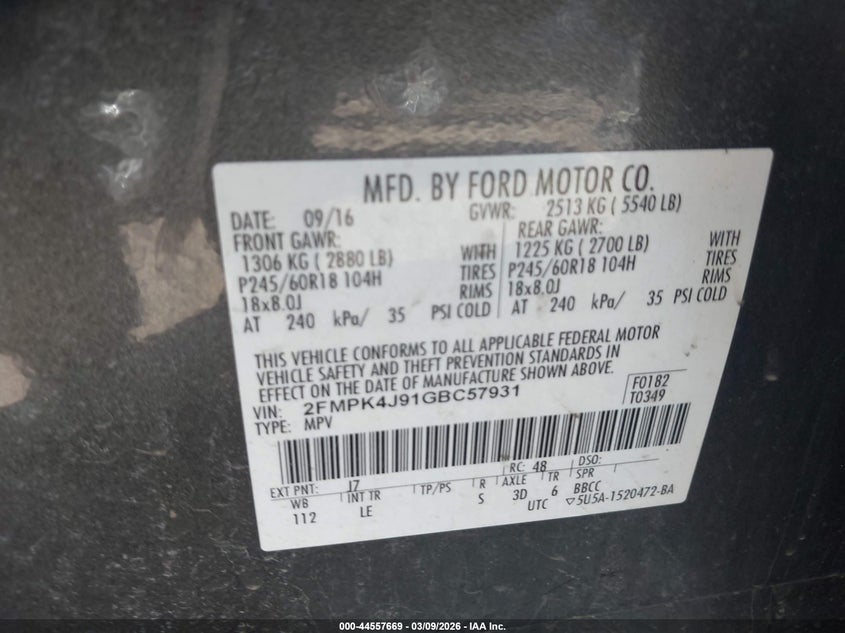 MFD. BY FORD MOTOR CO.
DATE: 09/16 GVWR: 2513 KG ( 5540 LB)
FRONT GAWR: REAR GAWR:
1306 KG ( 2880 LB) WITH 1225 KG ( 2700 LB) WITH
P245/60R18 104H TIRES P245/60R18 104H TIRES
18x8.0J RIMS 18x8.0J RIMS
AT 240 kPa/ 35 PSI COLD AT 240 kPa/ 35 PSI COLD
THIS VEHICLE CONFORMS TO ALL APPLICABLE FEDERAL MOTOR
VEHICLE SAFETY AND THEFT PREVENTION STANDARDS IN
EFFECT ON THE DATE OF MANUFACTURE SHOWN ABOVE.
VIN: 2FMPK4J91GBC57931 F0182
TYPE: MPV T0349
EXT PNT: J7 RC: 48 DSO:
WB INT TR TP/PS R AXLE TR SPR
112 LE S 3D 6 BBCC
UTC ▽5U5A-1520472-BA
000-44557669 - 03/09/2026 - IAA Inc.